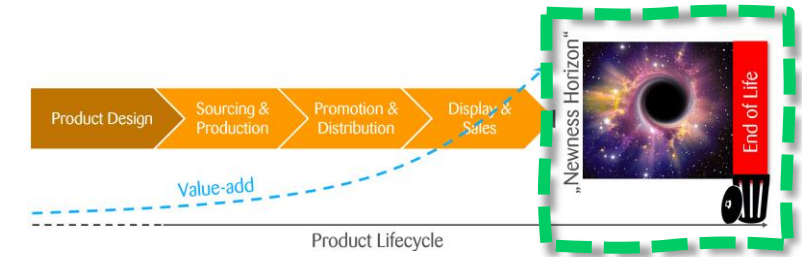 Product Design
Sourcing &
Production
Promotion &
Distribution
Display &
Sales
„Newness Horizon“
End of Life
Value-add
Product Lifecycle